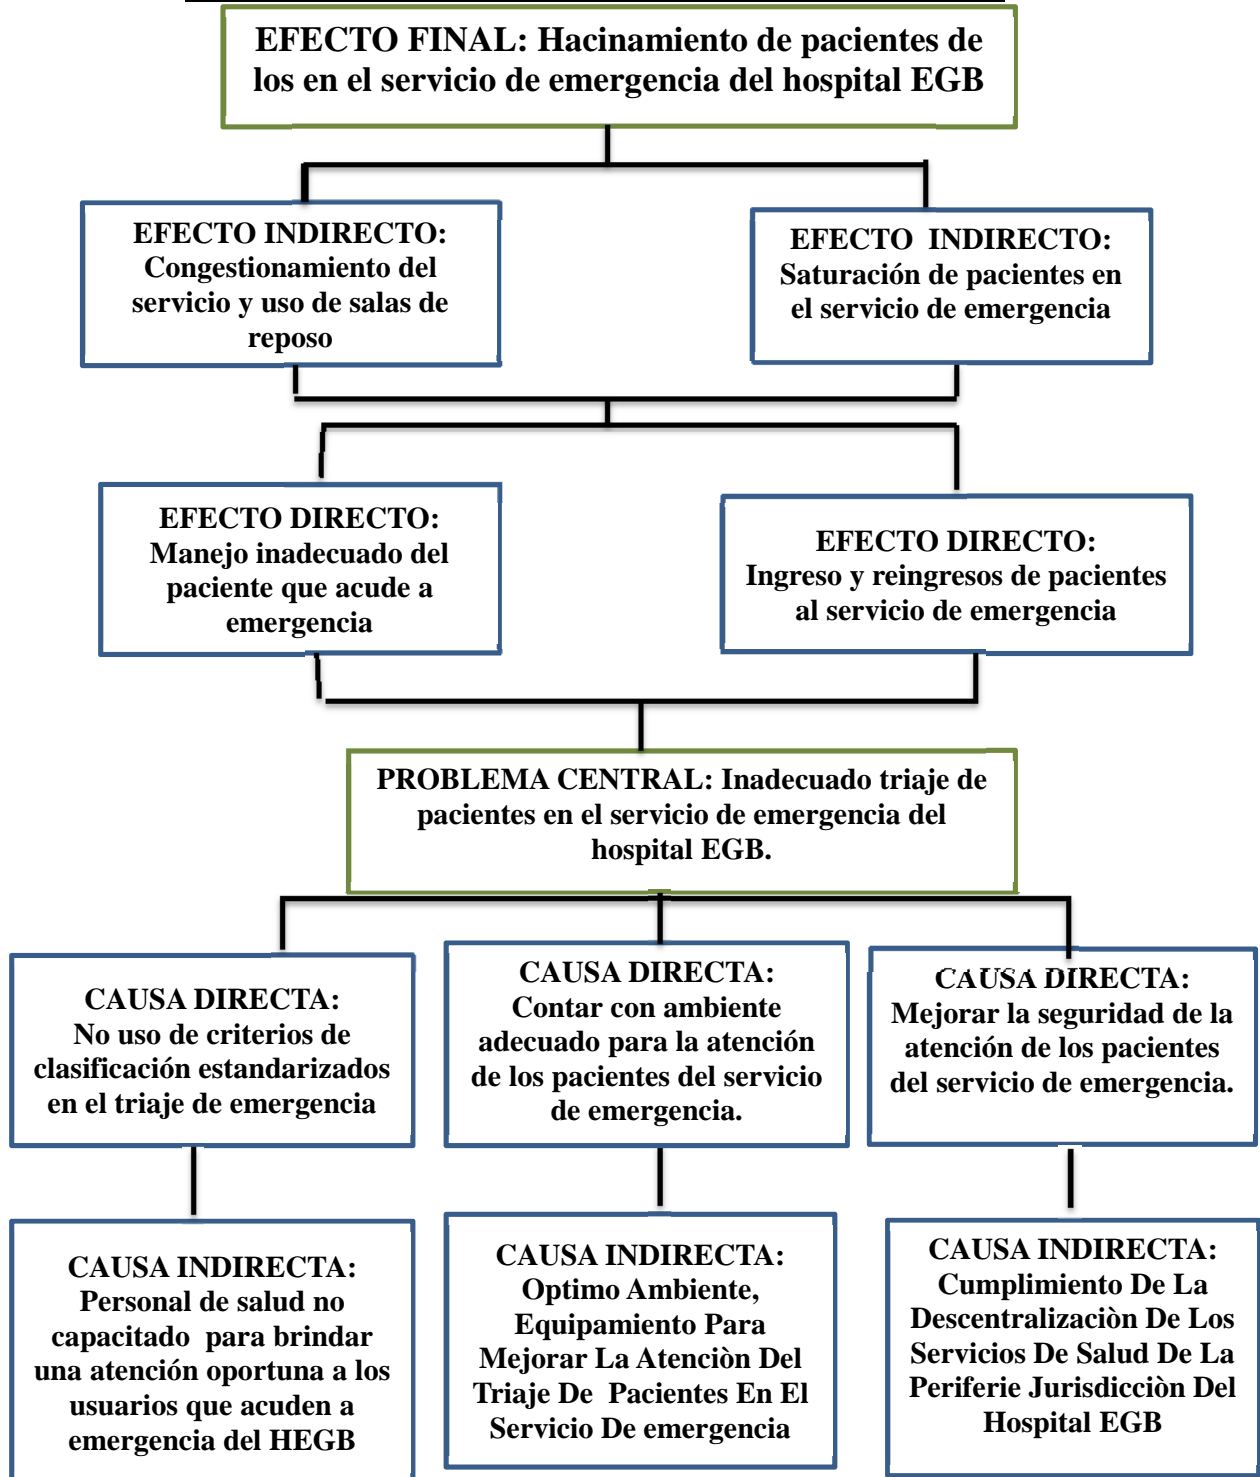 EFECTO FINAL: Hacinamiento de pacientes de
los en el servicio de emergencia del hospital EGB
EFECTO INDIRECTO:
Congestionamiento del
servicio y uso de salas de
reposo
EFECTO INDIRECTO:
Saturación de pacientes en
el servicio de emergencia
EFECTO DIRECTO:
Manejo inadecuado del
paciente que acude a
emergencia
EFECTO DIRECTO:
Ingreso y reingresos de pacientes
al servicio de emergencia
PROBLEMA CENTRAL: Inadecuado triaje de
pacientes en el servicio de emergencia del
hospital EGB.
CAUSA DIRECTA:
No uso de criterios de
clasificación estandarizados
en el triaje de emergencia
CAUSA DIRECTA:
Contar con ambiente
adecuado para la atención
de los pacientes del servicio
de emergencia.
CAUSA DIRECTA:
Mejorar la seguridad de la
atención de los pacientes
del servicio de emergencia.
CAUSA INDIRECTA:
Personal de salud no
capacitado para brindar
una atención oportuna a los
usuarios que acuden a
emergencia del HEGB
CAUSA INDIRECTA:
Optimo Ambiente,
Equipamiento Para
Mejorar La Atenciòn Del
Triaje De Pacientes En El
Servicio De emergencia
CAUSA INDIRECTA:
Cumplimiento De La
Descentralizaciòn De Los
Servicios De Salud De La
Periferie Jurisdicciòn Del
Hospital EGB